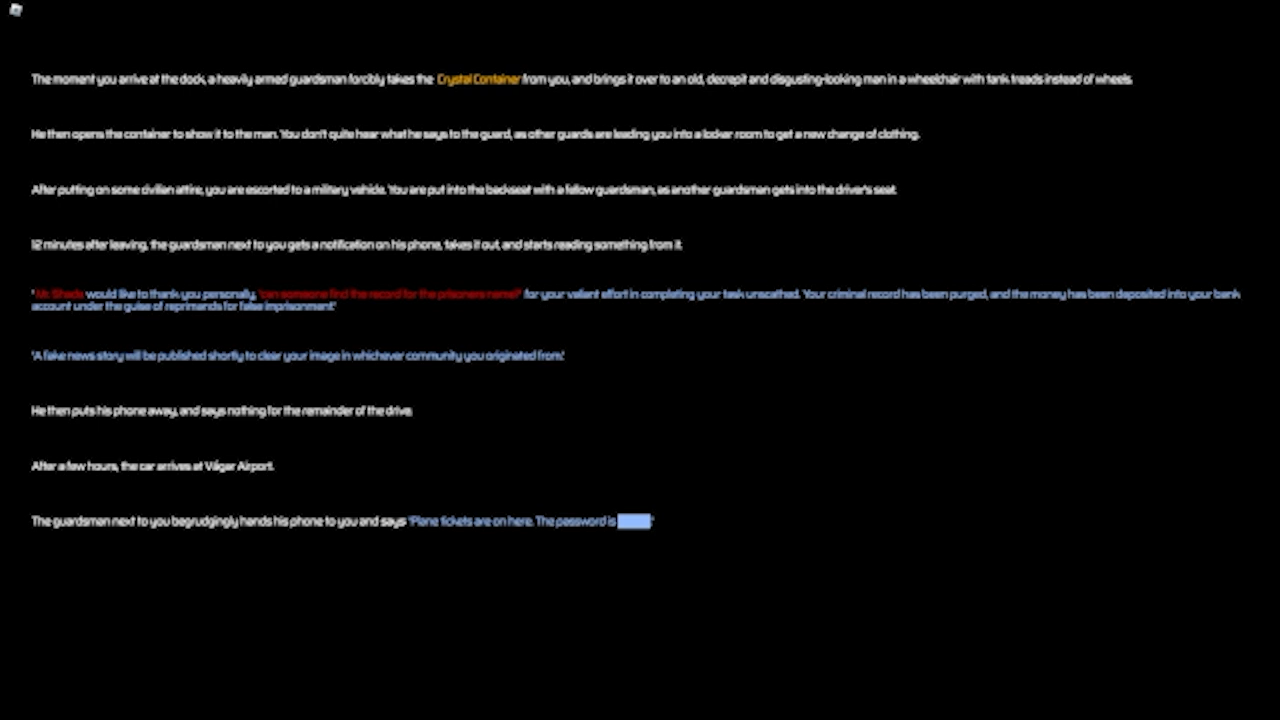 The moment you arrive at the dock, a heavily armed guardsman forcibly takes the Crystal Container from you, and brings it over to an old, decrepit and disgusting-looking man in a wheelchair with tank treads instead of wheels.
He then opens the container to show it to the man. You don't quite hear what he says to the guard, as other guards are leading you into a locker room to get a new change of clothing.
After putting on some civilian attire, you are escorted to a military vehicle. You are put into the backseat with a fellow guardsman, as another guardsman gets into the driver's seat.
12 minutes after leaving, the guardsman next to you gets a notification on his phone, takes it out, and starts reading something from it.
"Mr. Shade would like to thank you personally, "can someone find the record for the prisoners name?" for your valiant effort in completing your task unscathed. Your criminal record has been purged, and the money has been deposited into your bank
account under the guise of reprimands for false imprisonment."
"A fake news story will be published shortly to clear your image in whichever community you originated from."
He then puts his phone away, and says nothing for the remainder of the drive.
After a few hours, the car arrives at Vágar Airport.
The guardsman next to you begrudgingly hands his phone to you and says "Plane tickets are on here. The password is █████"